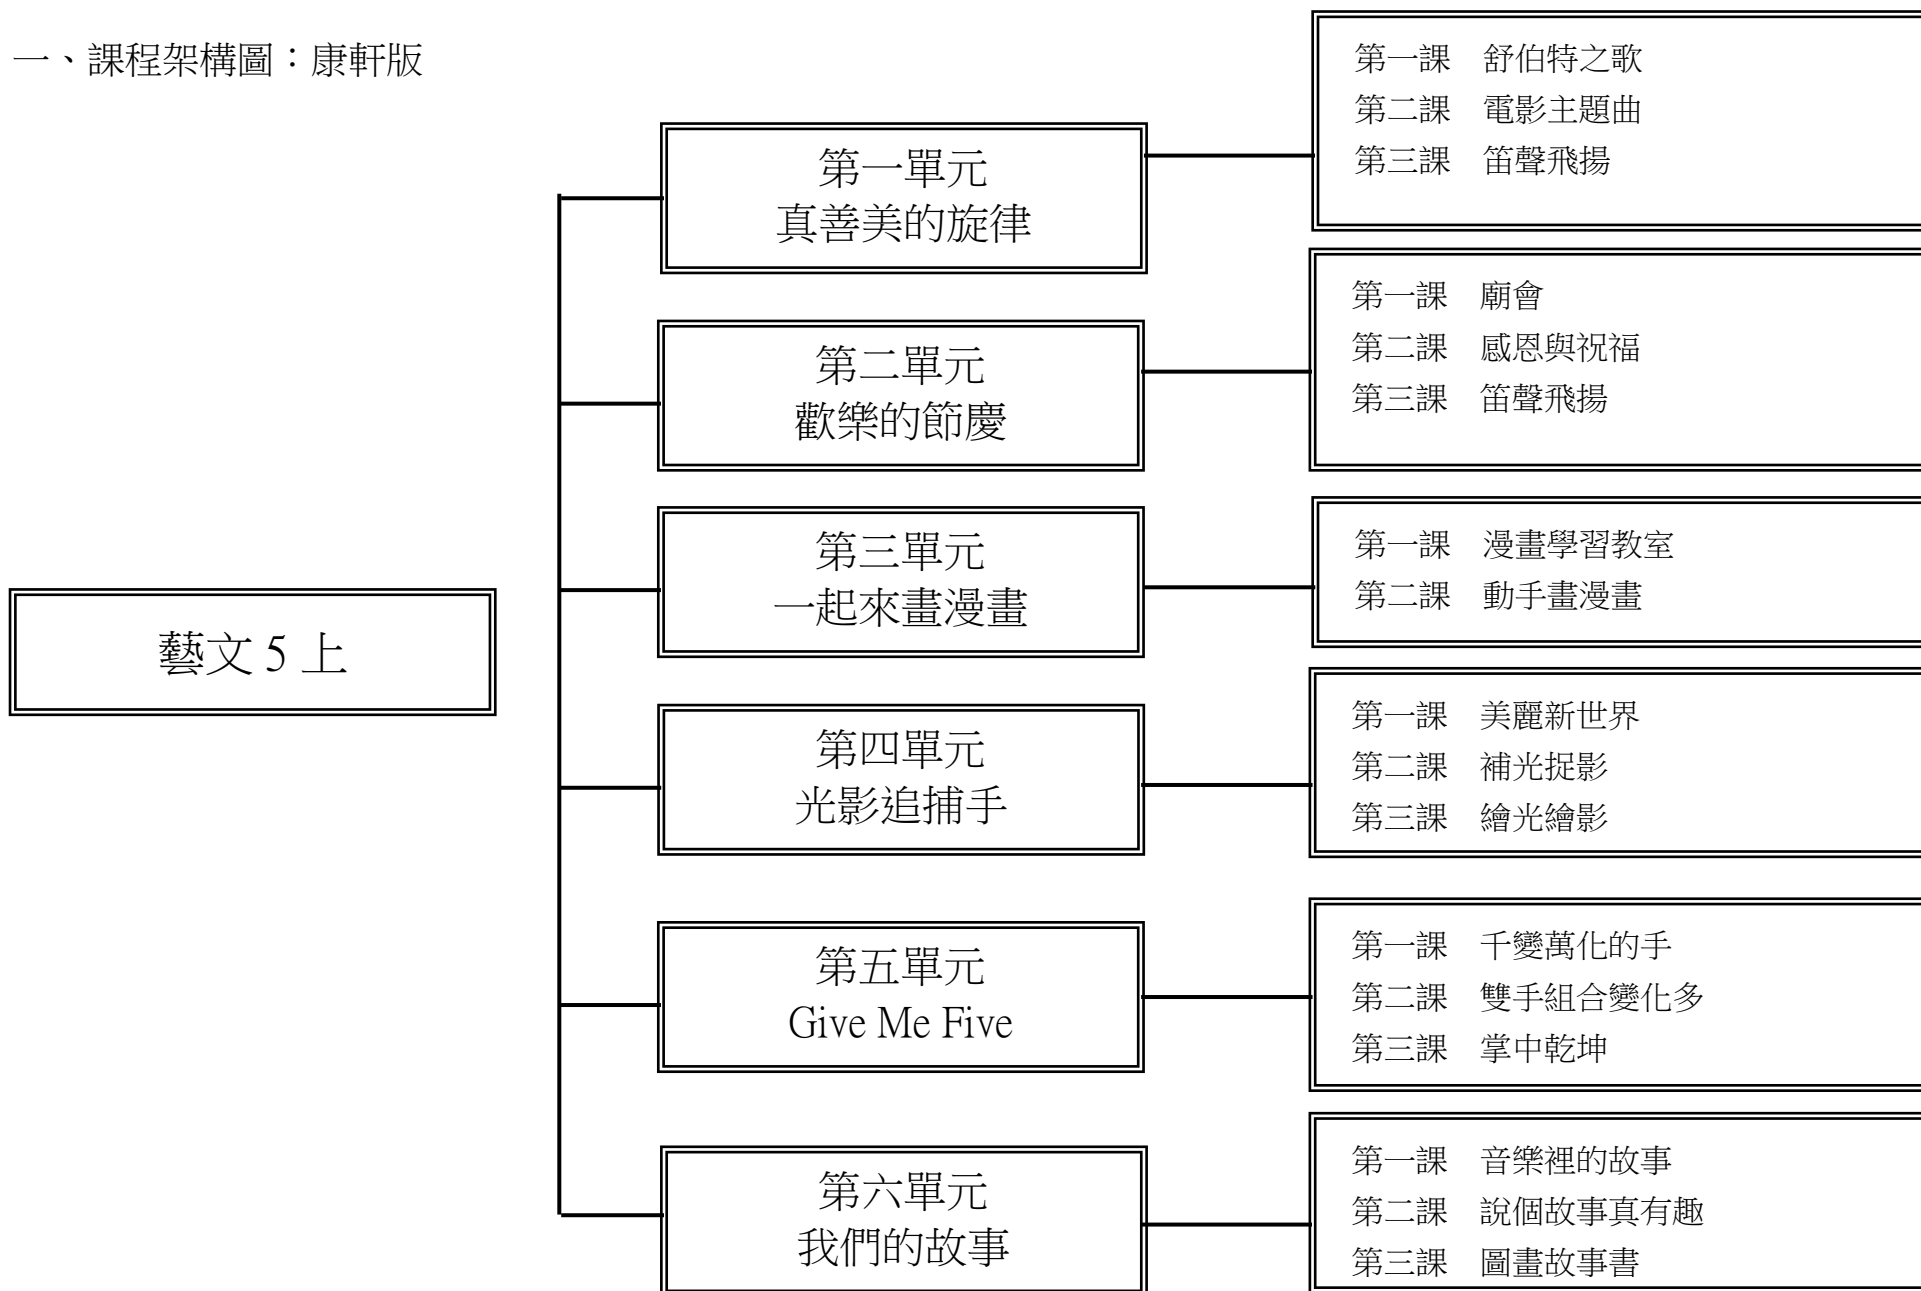 一、課程架構圖：康軒版
藝文 5 上
第一單元
真善美的旋律
第一課　舒伯特之歌
第二課　電影主題曲
第三課　笛聲飛揚
第二單元
歡樂的節慶
第一課　廟會
第二課　感恩與祝福
第三課　笛聲飛揚
第三單元
一起來畫漫畫
第一課　漫畫學習教室
第二課　動手畫漫畫
第四單元
光影追捕手
第一課　美麗新世界
第二課　補光捉影
第三課　繪光繪影
第五單元
Give Me Five
第一課　千變萬化的手
第二課　雙手組合變化多
第三課　掌中乾坤
第六單元
我們的故事
第一課　音樂裡的故事
第二課　說個故事真有趣
第三課　圖畫故事書